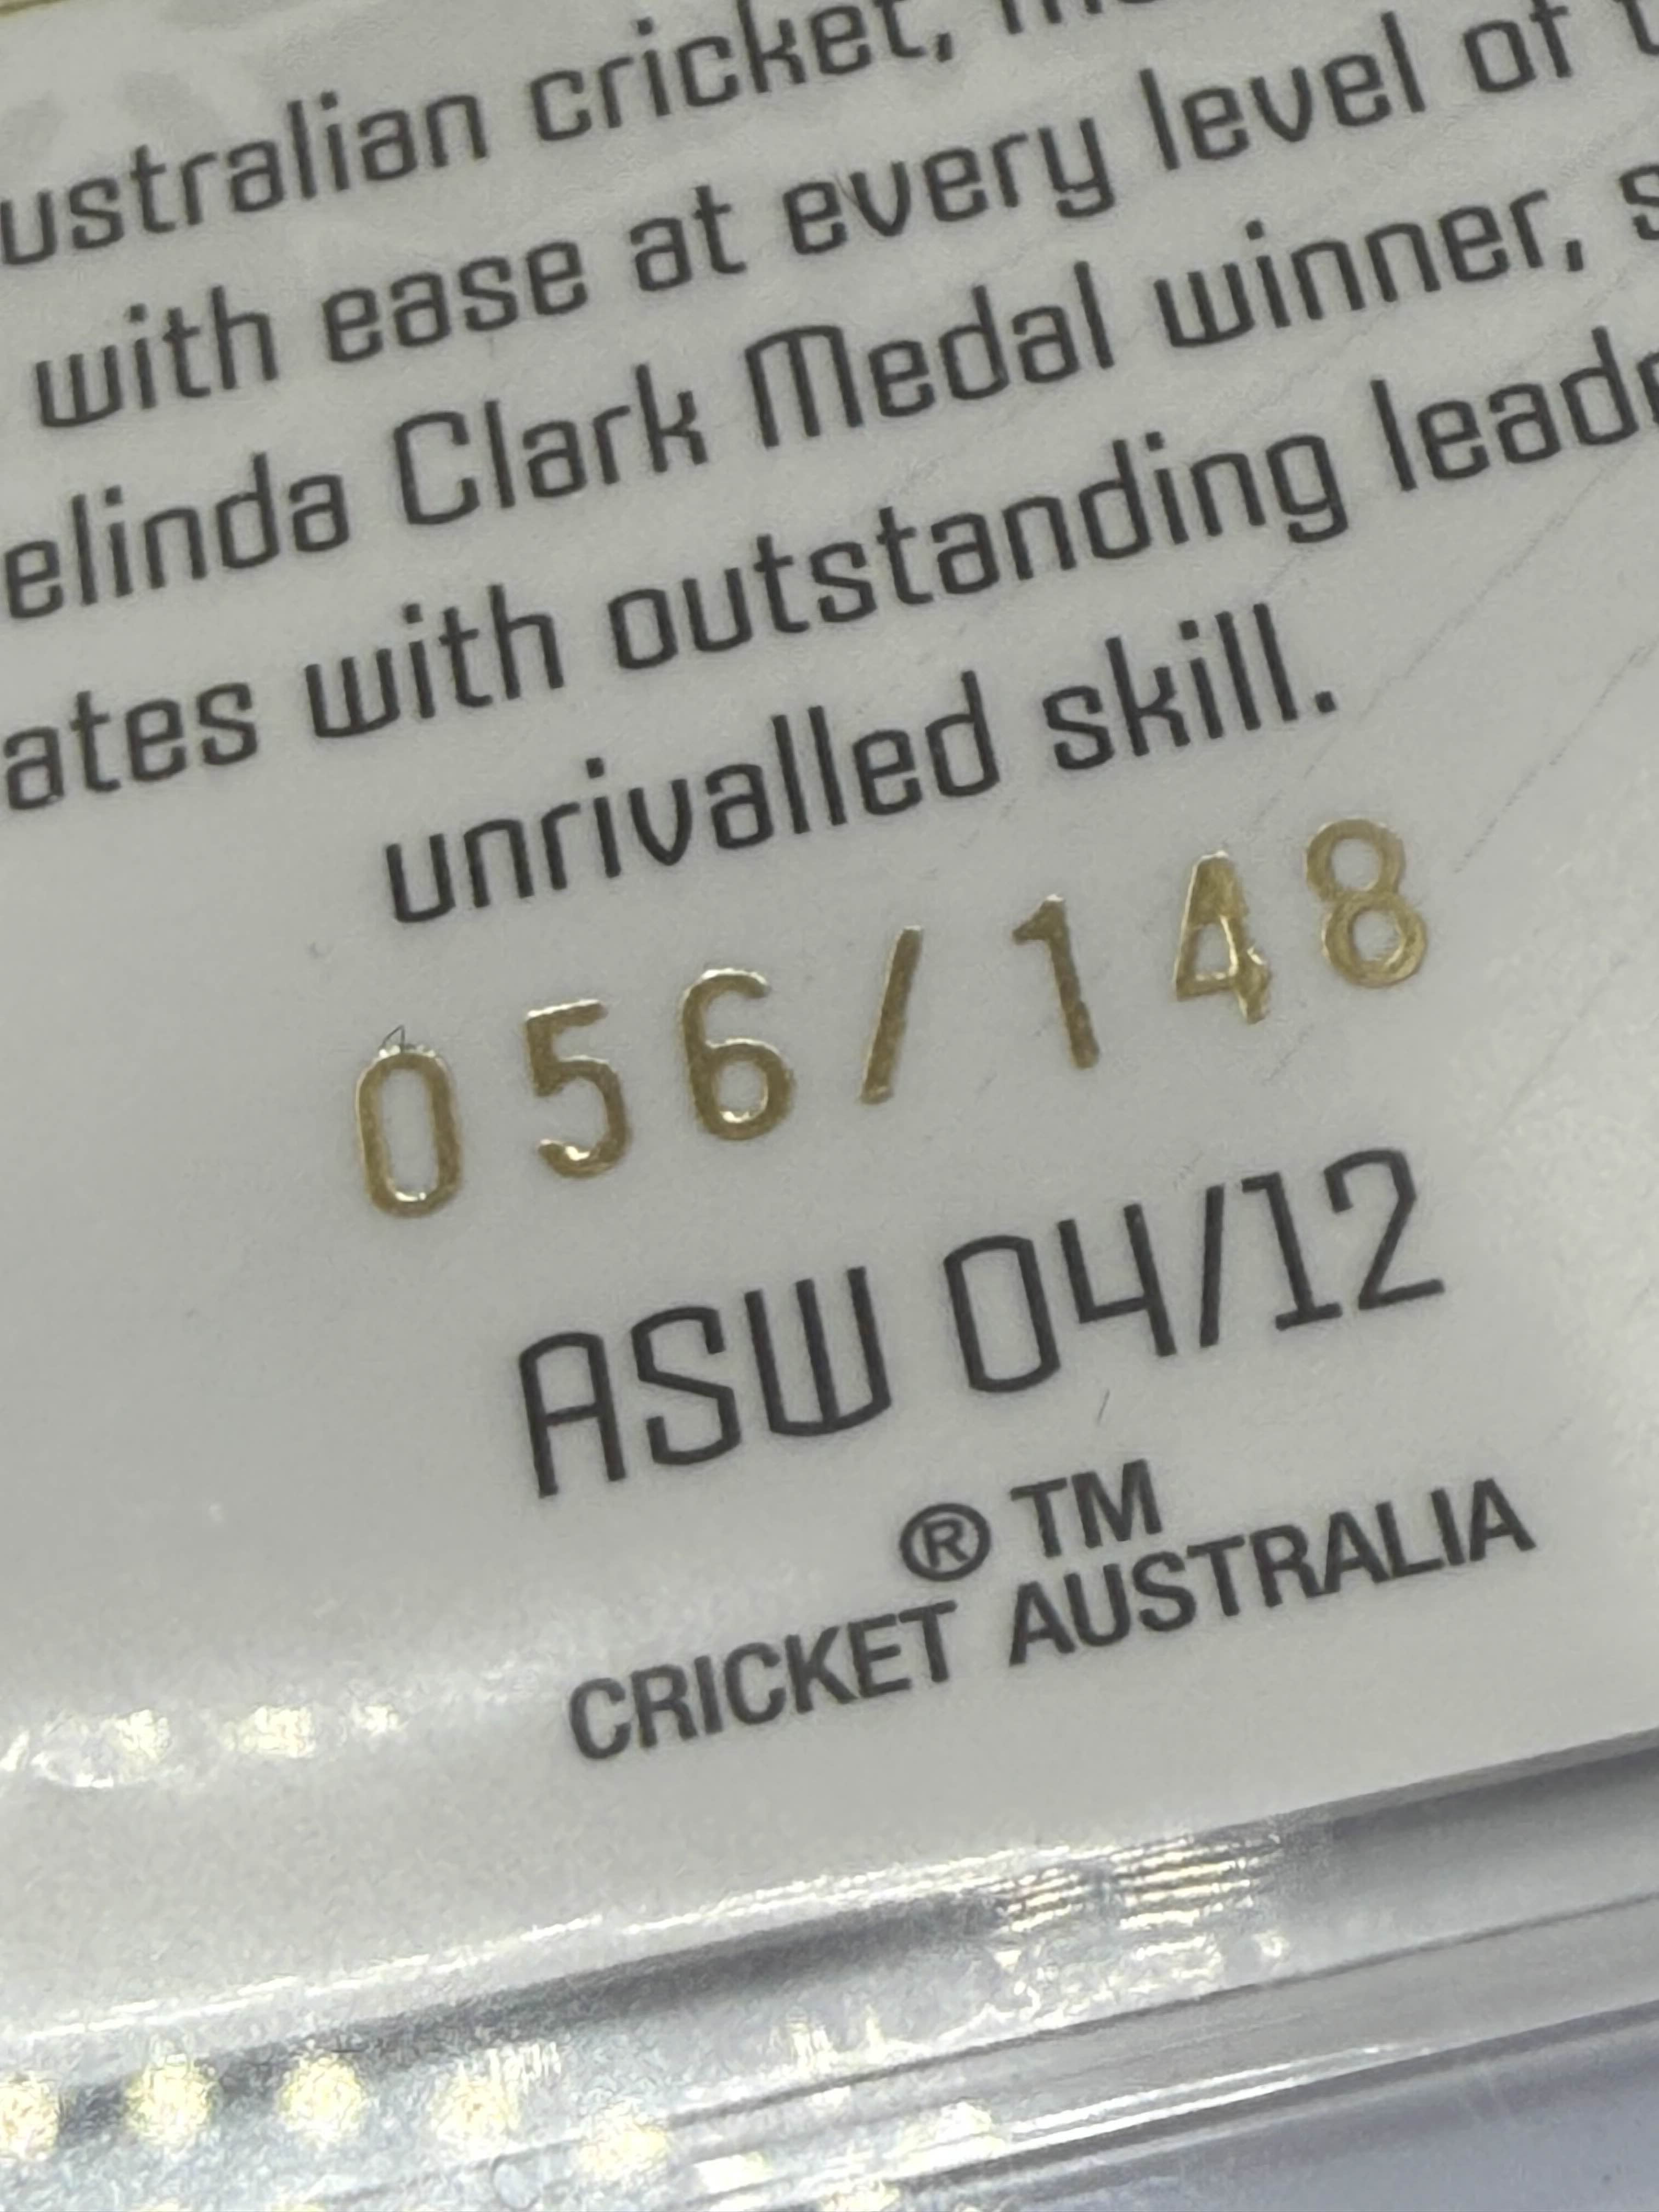 ustralian cricket,
with ease at every level of
elinda Clark Medal winner,
ates with outstanding
unrivalled skill.
056/148
ASW 04/12
® TM
CRICKET AUSTRALIA